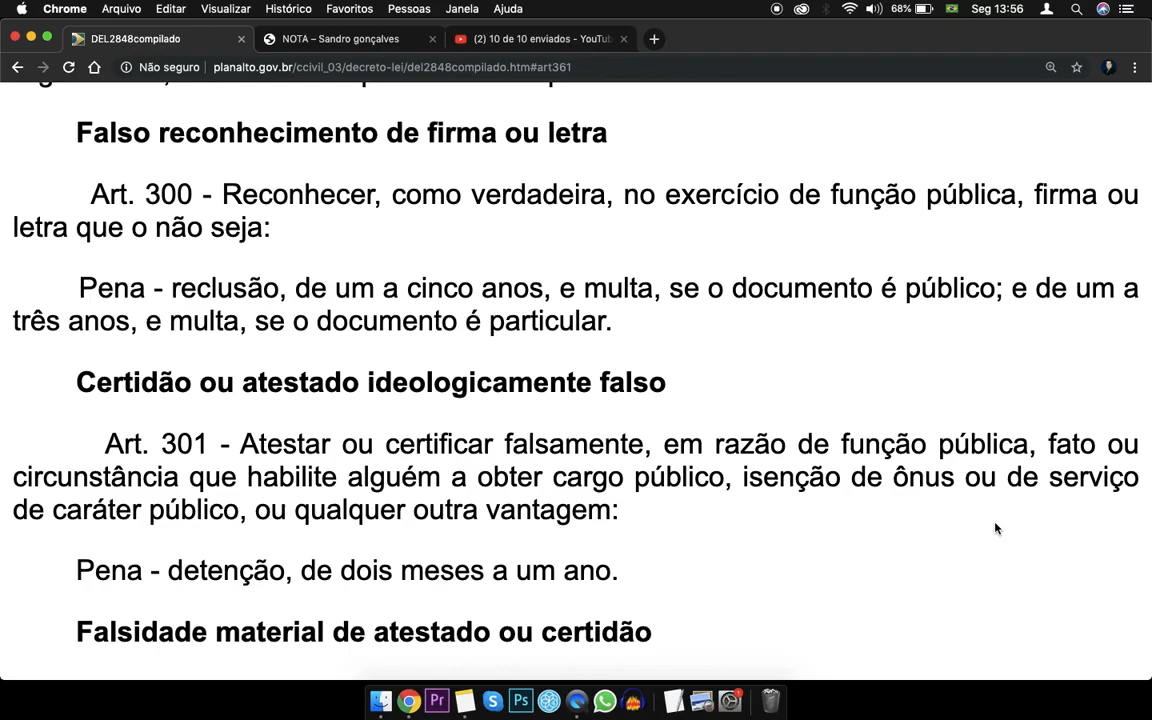 Chrome Arquivo Editar Visualizar Histórico Favoritos Pessoas Janela Ajuda 68% Seg 13:56
DEL2848compilado NOTA – Sandro gonçalves (2) 10 de 10 enviados - YouTub
Não seguro planalto.gov.br/ccivil_03/decreto-lei/del2848compilado.htm#art361
Falso reconhecimento de firma ou letra
Art. 300 - Reconhecer, como verdadeira, no exercício de função pública, firma ou
letra que o não seja:
Pena - reclusão, de um a cinco anos, e multa, se o documento é público; e de um a
três anos, e multa, se o documento é particular.
Certidão ou atestado ideologicamente falso
Art. 301 - Atestar ou certificar falsamente, em razão de função pública, fato ou
circunstância que habilite alguém a obter cargo público, isenção de ônus ou de serviço
de caráter público, ou qualquer outra vantagem:
Pena - detenção, de dois meses a um ano.
Falsidade material de atestado ou certidão
Pr Ps